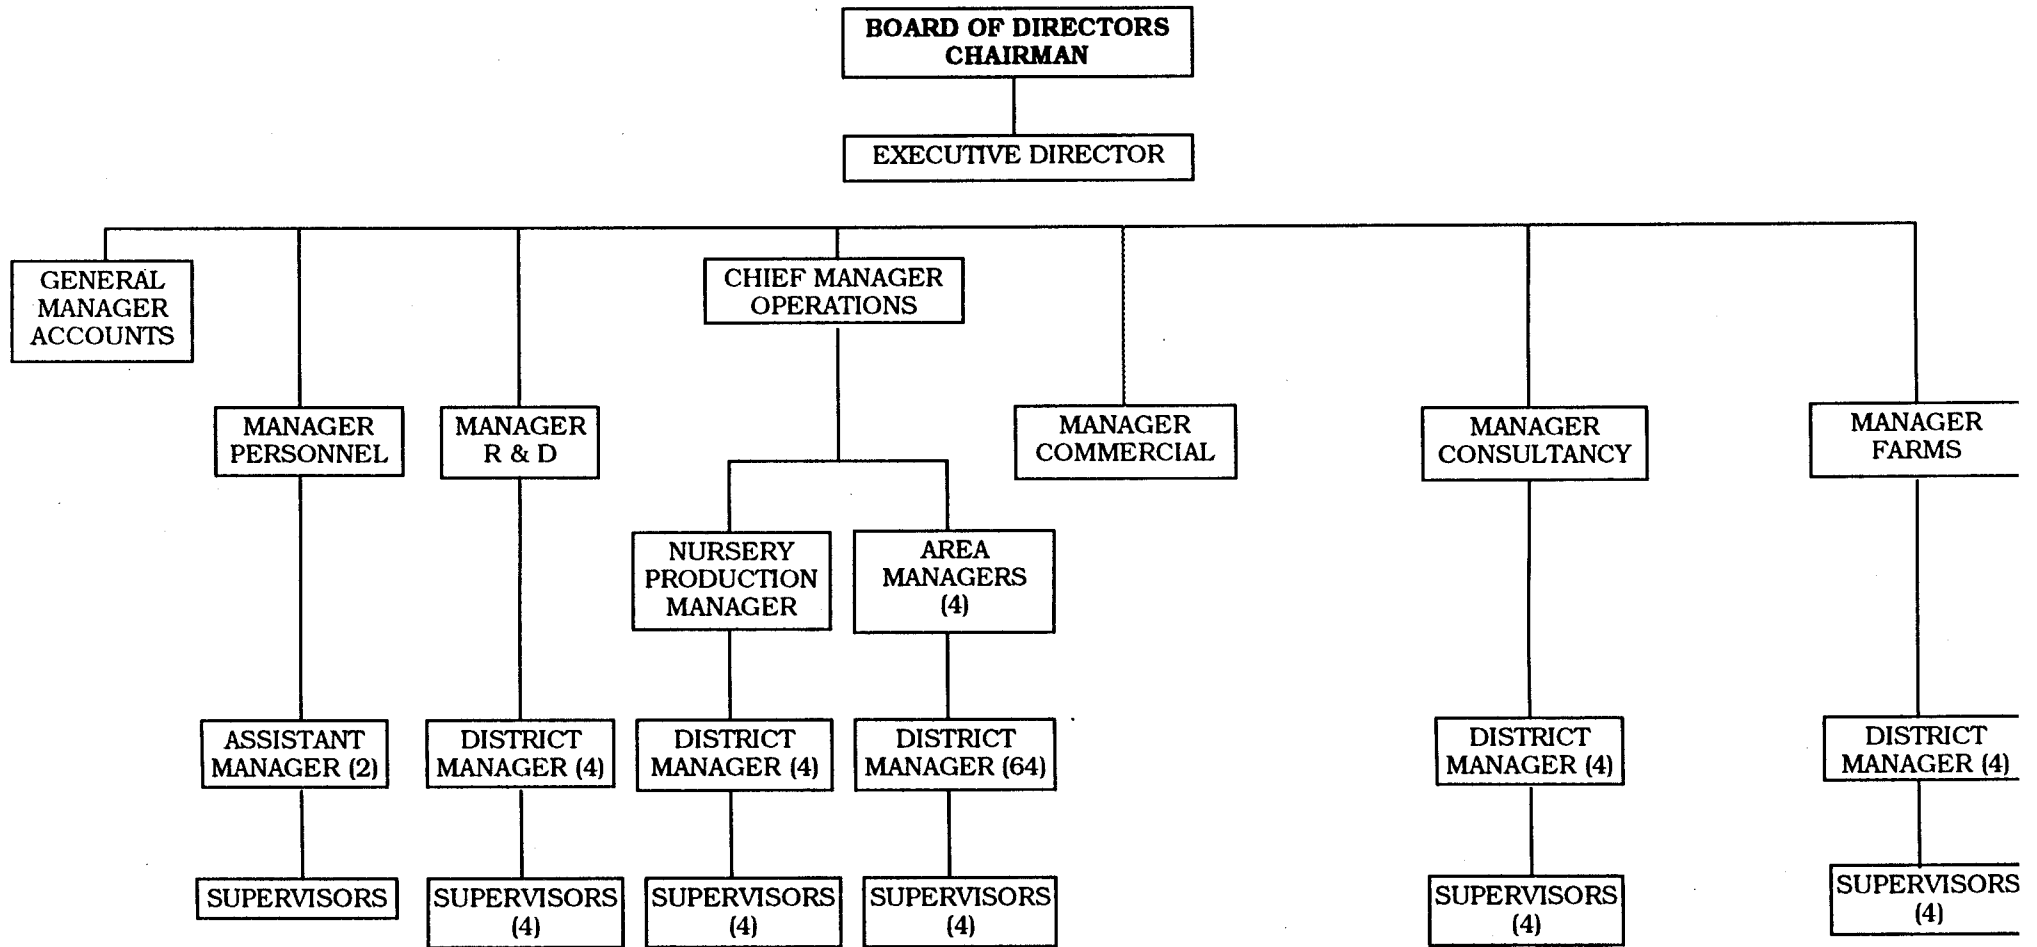 BOARD OF DIRECTORS
CHAIRMAN
EXECUTIVE DIRECTOR
GENERAL
MANAGER
ACCOUNTS
CHIEF MANAGER
OPERATIONS
MANAGER
PERSONNEL
MANAGER
R & D
MANAGER
COMMERCIAL
MANAGER
CONSULTANCY
MANAGER
FARMS
NURSERY
PRODUCTION
MANAGER
AREA
MANAGERS
(4)
ASSISTANT
MANAGER (2)
DISTRICT
MANAGER (4)
DISTRICT
MANAGER (4)
DISTRICT
MANAGER (64)
DISTRICT
MANAGER (4)
DISTRICT
MANAGER (4)
SUPERVISORS
SUPERVISORS
(4)
SUPERVISORS
(4)
SUPERVISORS
(4)
SUPERVISORS
(4)
SUPERVISORS
(4)